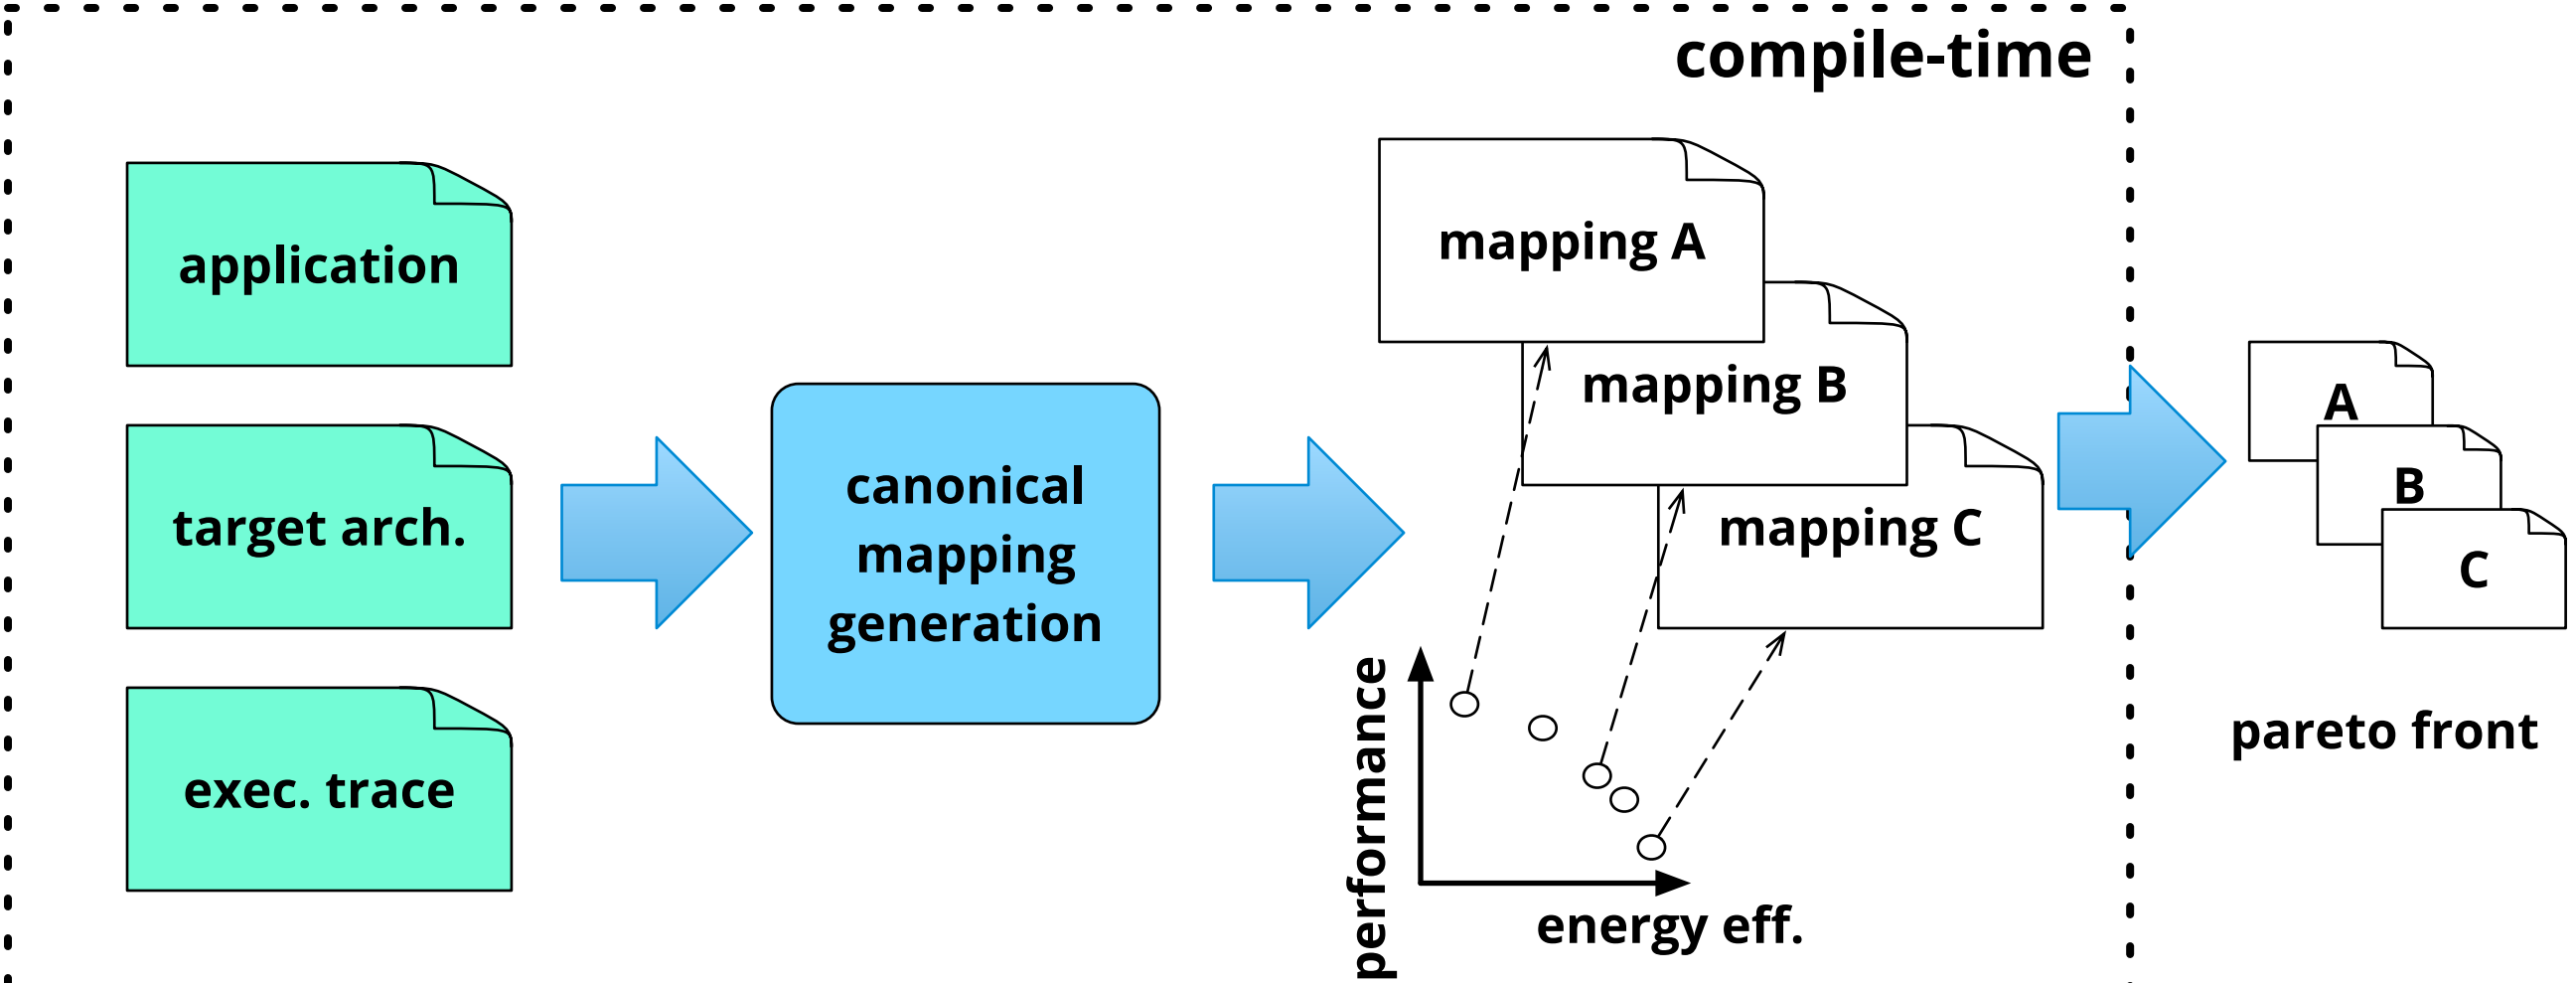 compile-time
application
target arch.
exec. trace
canonical
mapping
generation
mapping A
mapping B
mapping C
performance
energy eff.
A
B
C
pareto front